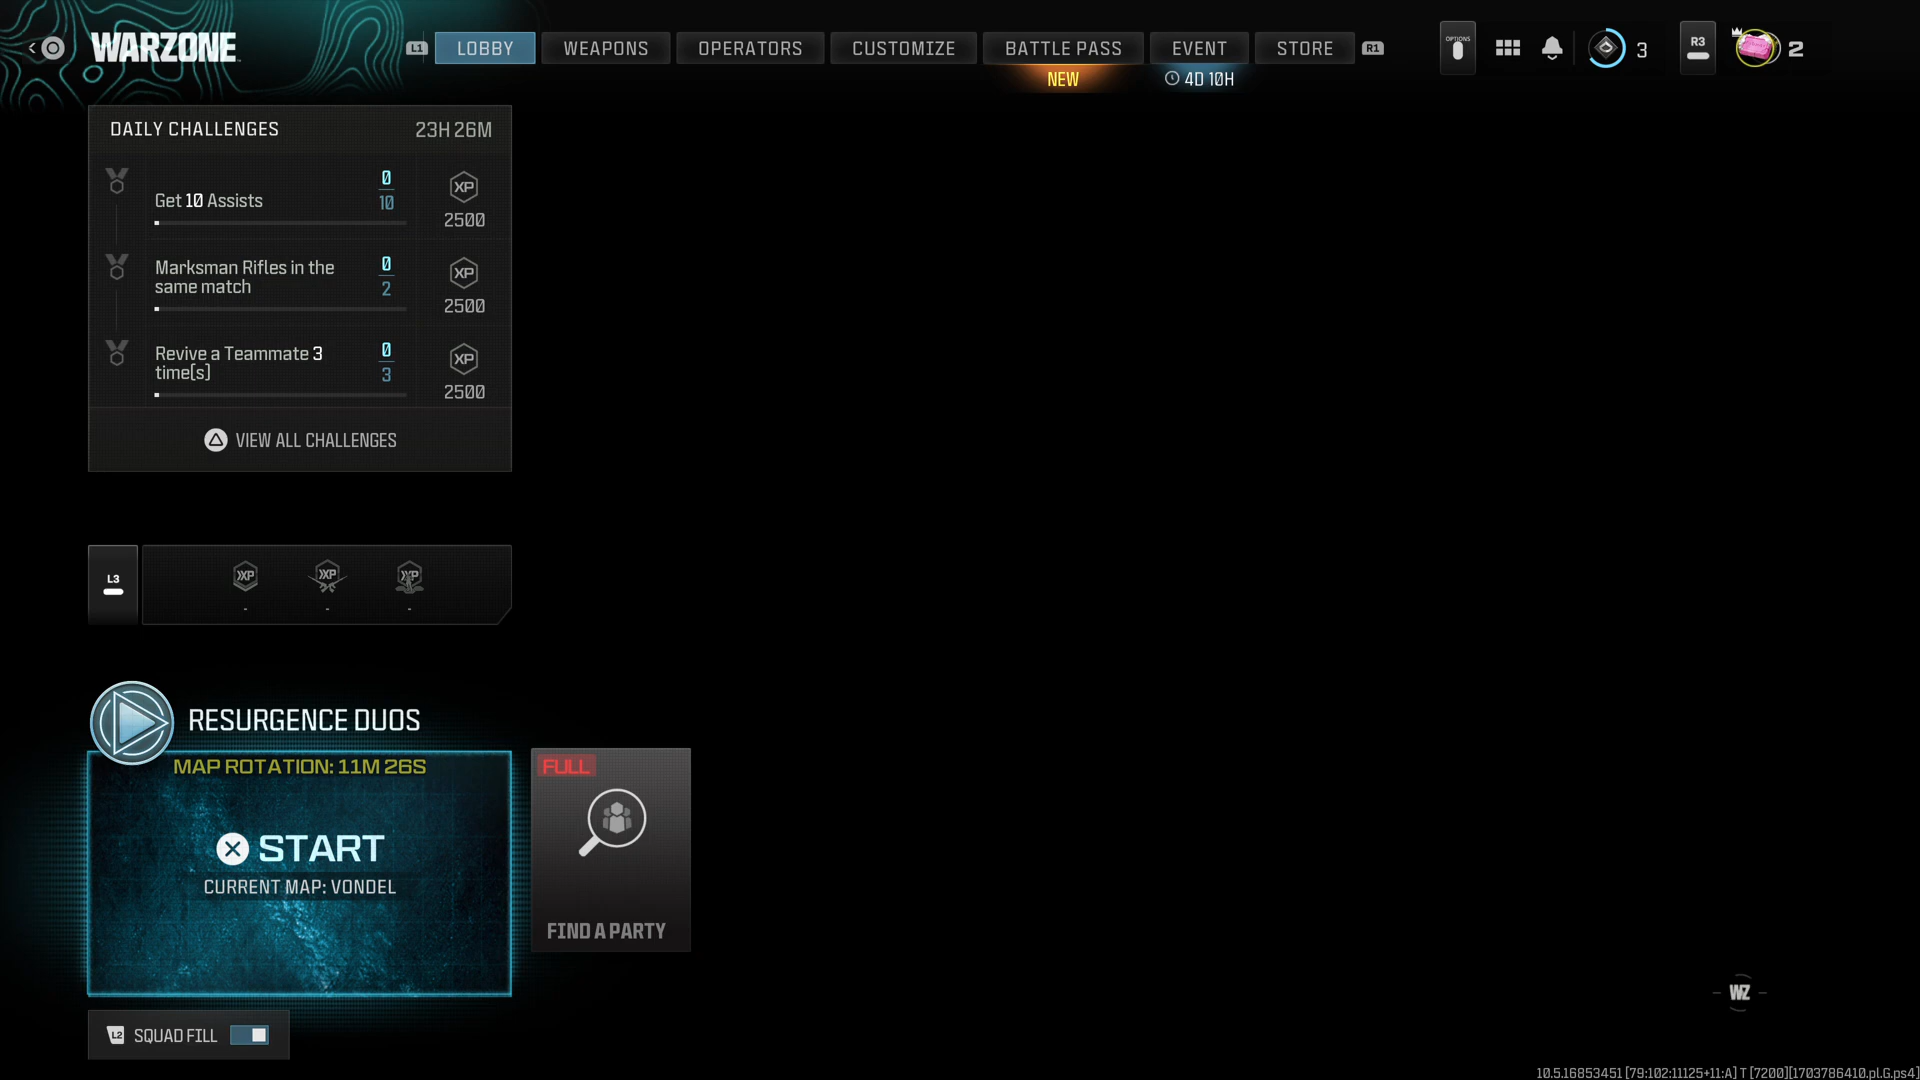 WARZONE
L1
LOBBY
WEAPONS
OPERATORS
CUSTOMIZE
BATTLE PASS
EVENT
STORE
R1
NEW
4D 10H
OPTIONS
3
R3
2
DAILY CHALLENGES
23H 26M
Get 10 Assists
0
10
XP
2500
Marksman Rifles in the
same match
0
2
XP
2500
Revive a Teammate 3
time[s]
0
3
XP
2500
VIEW ALL CHALLENGES
L3
XP
XP
XP
-
-
-
RESURGENCE DUOS
MAP ROTATION: 11M 26S
START
CURRENT MAP: VONDEL
FULL
FIND A PARTY
L2 SQUAD FILL
WZ
10.5.16853451 [79:102:11125+11:A] T [7200][1703786410.pl.G.ps4]